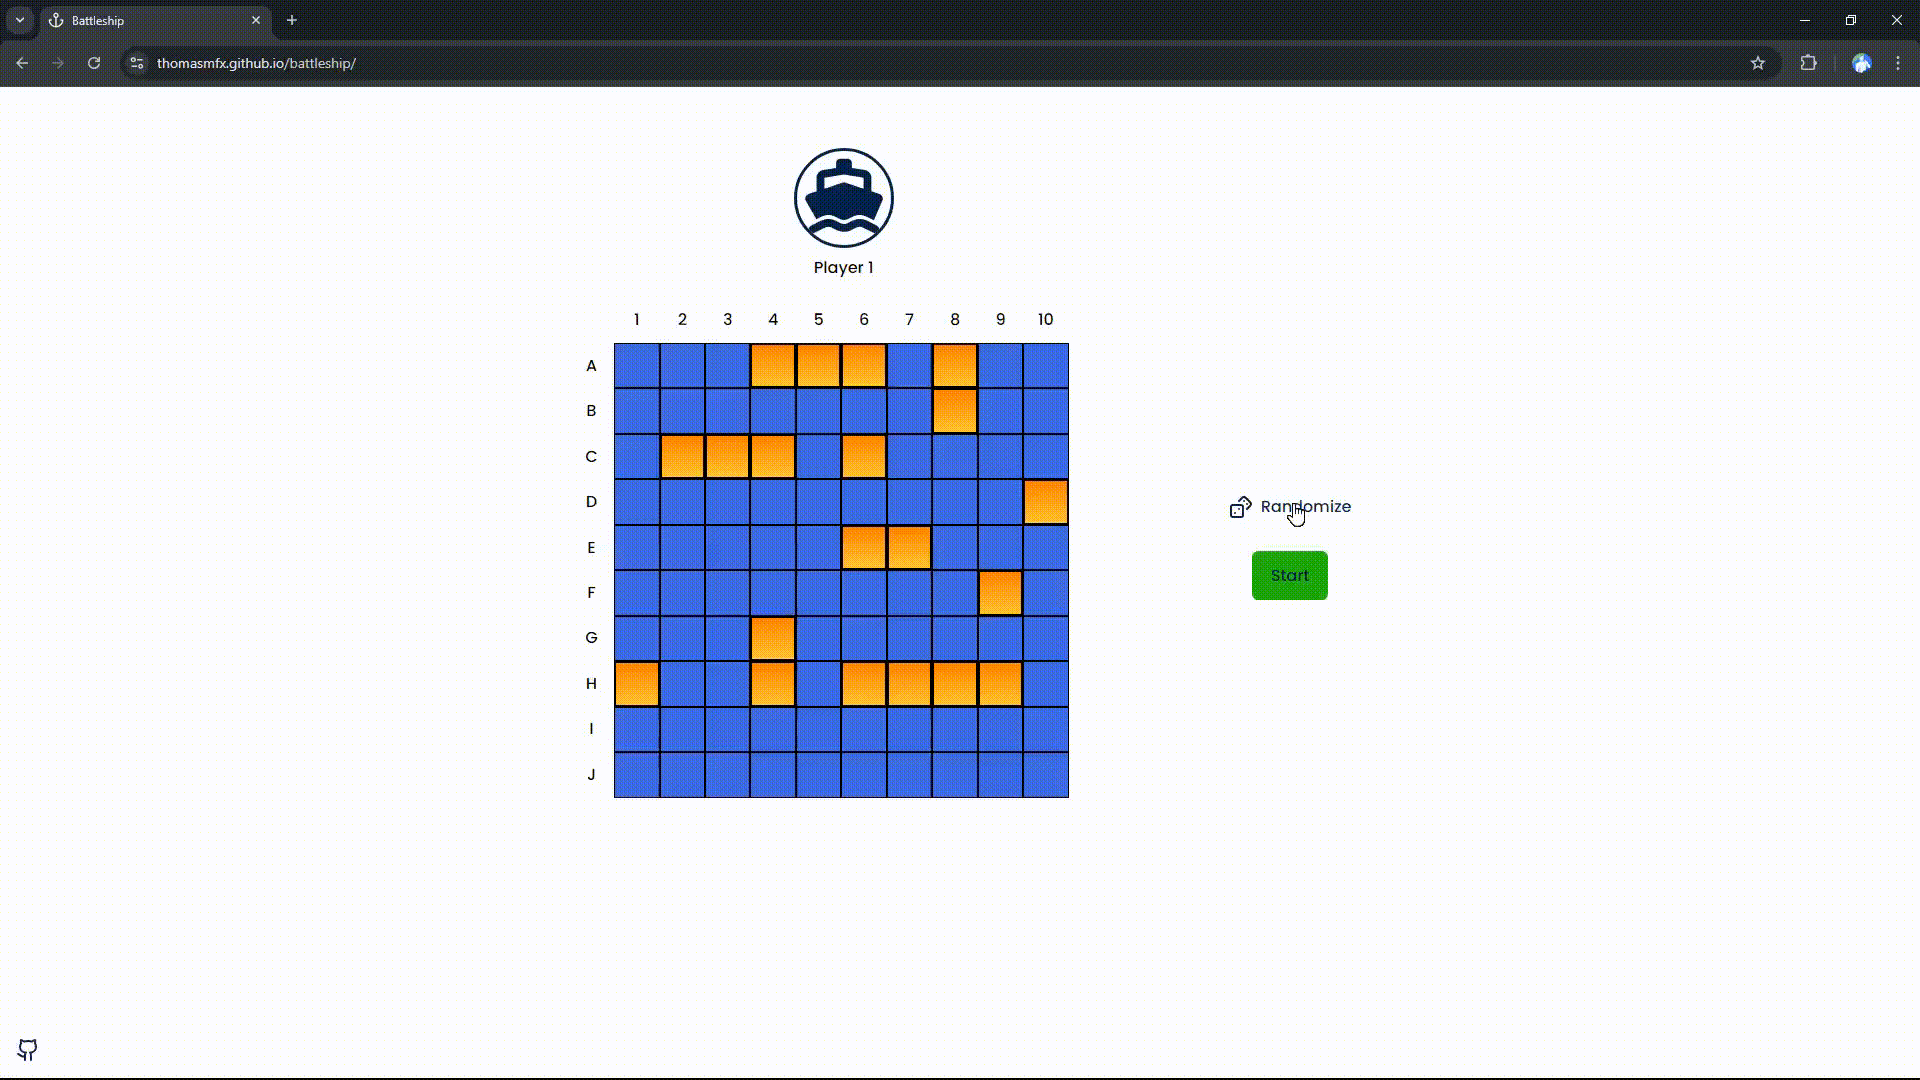 Battleship
thomasmfx.github.io/battleship/
Player 1
1 2 3 4 5 6 7 8 9 10
A
B
C
D
E
F
G
H
I
J
Randomize
Start